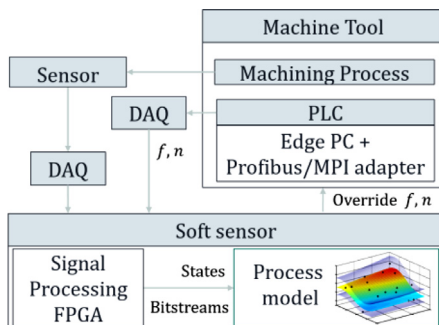 Machine Tool
Sensor
Machining Process
DAQ
PLC
f, n
Edge PC +
Profibus/MPI adapter
DAQ
Override f, n
Soft sensor
Signal
Processing
FPGA
States
Bitstreams
Process
model